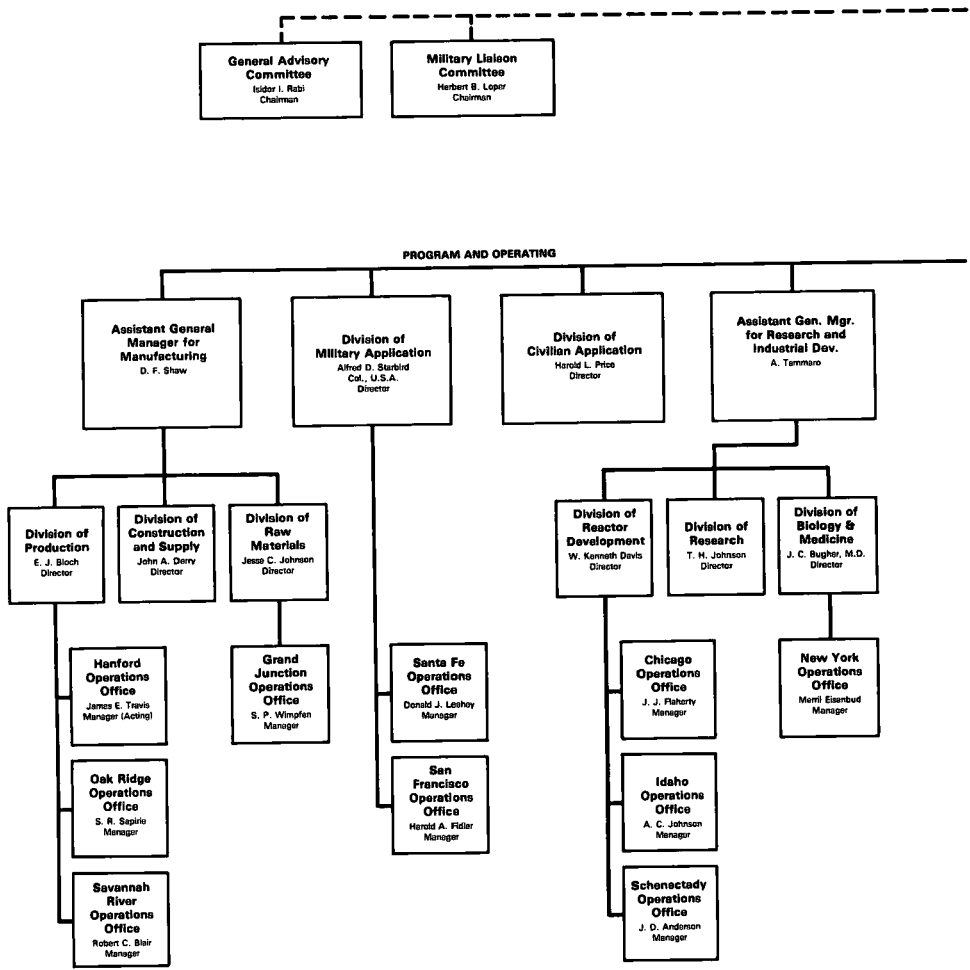 General Advisory
Committee
Isidor I. Rabi
Chairman
Military Liaison
Committee
Herbert B. Loper
Chairman
PROGRAM AND OPERATING
Assistant General
Manager for
Manufacturing
D. F. Shaw
Division of
Military Application
Alfred D. Starbird
Col., U.S.A.
Director
Division of
Civilian Application
Harold L. Price
Director
Assistant Gen. Mgr.
for Research and
Industrial Dev.
A. Tammaro
Division of
Production
E. J. Bloch
Director
Division of
Construction
and Supply
John A. Derry
Director
Division of
Raw
Materials
Jesse C. Johnson
Director
Division of
Reactor
Development
W. Kenneth Davis
Director
Division of
Research
T. H. Johnson
Director
Division of
Biology &
Medicine
J. C. Bugher, M.D.
Director
Hanford
Operations
Office
James E. Travis
Manager (Acting)
Grand
Junction
Operations
Office
S. P. Wimpfen
Manager
Santa Fe
Operations
Office
Donald J. Leehey
Manager
Chicago
Operations
Office
J. J. Flaherty
Manager
New York
Operations
Office
Merril Eisenbud
Manager
Oak Ridge
Operations
Office
S. R. Sapirie
Manager
San
Francisco
Operations
Office
Harold A. Fidler
Manager
Idaho
Operations
Office
A. C. Johnson
Manager
Savannah
River
Operations
Office
Robert C. Blair
Manager
Schenectady
Operations
Office
J. D. Anderson
Manager